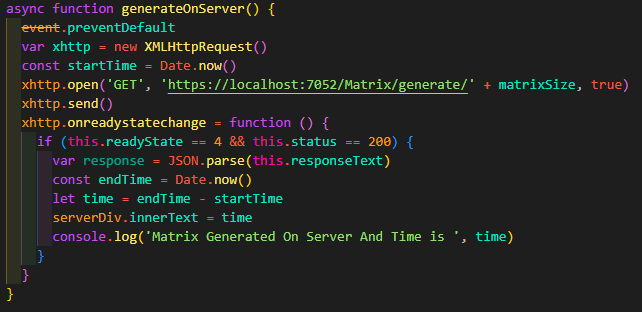 async function generateOnServer() {
  event.preventDefault
  var xhttp = new XMLHttpRequest()
  const startTime = Date.now()
  xhttp.open('GET', 'https://localhost:7052/Matrix/generate/' + matrixSize, true)
  xhttp.send()
  xhttp.onreadystatechange = function () {
    if (this.readyState == 4 && this.status == 200) {
      var response = JSON.parse(this.responseText)
      const endTime = Date.now()
      let time = endTime - startTime
      serverDiv.innerText = time
      console.log('Matrix Generated On Server And Time is ', time)
    }
  }
}